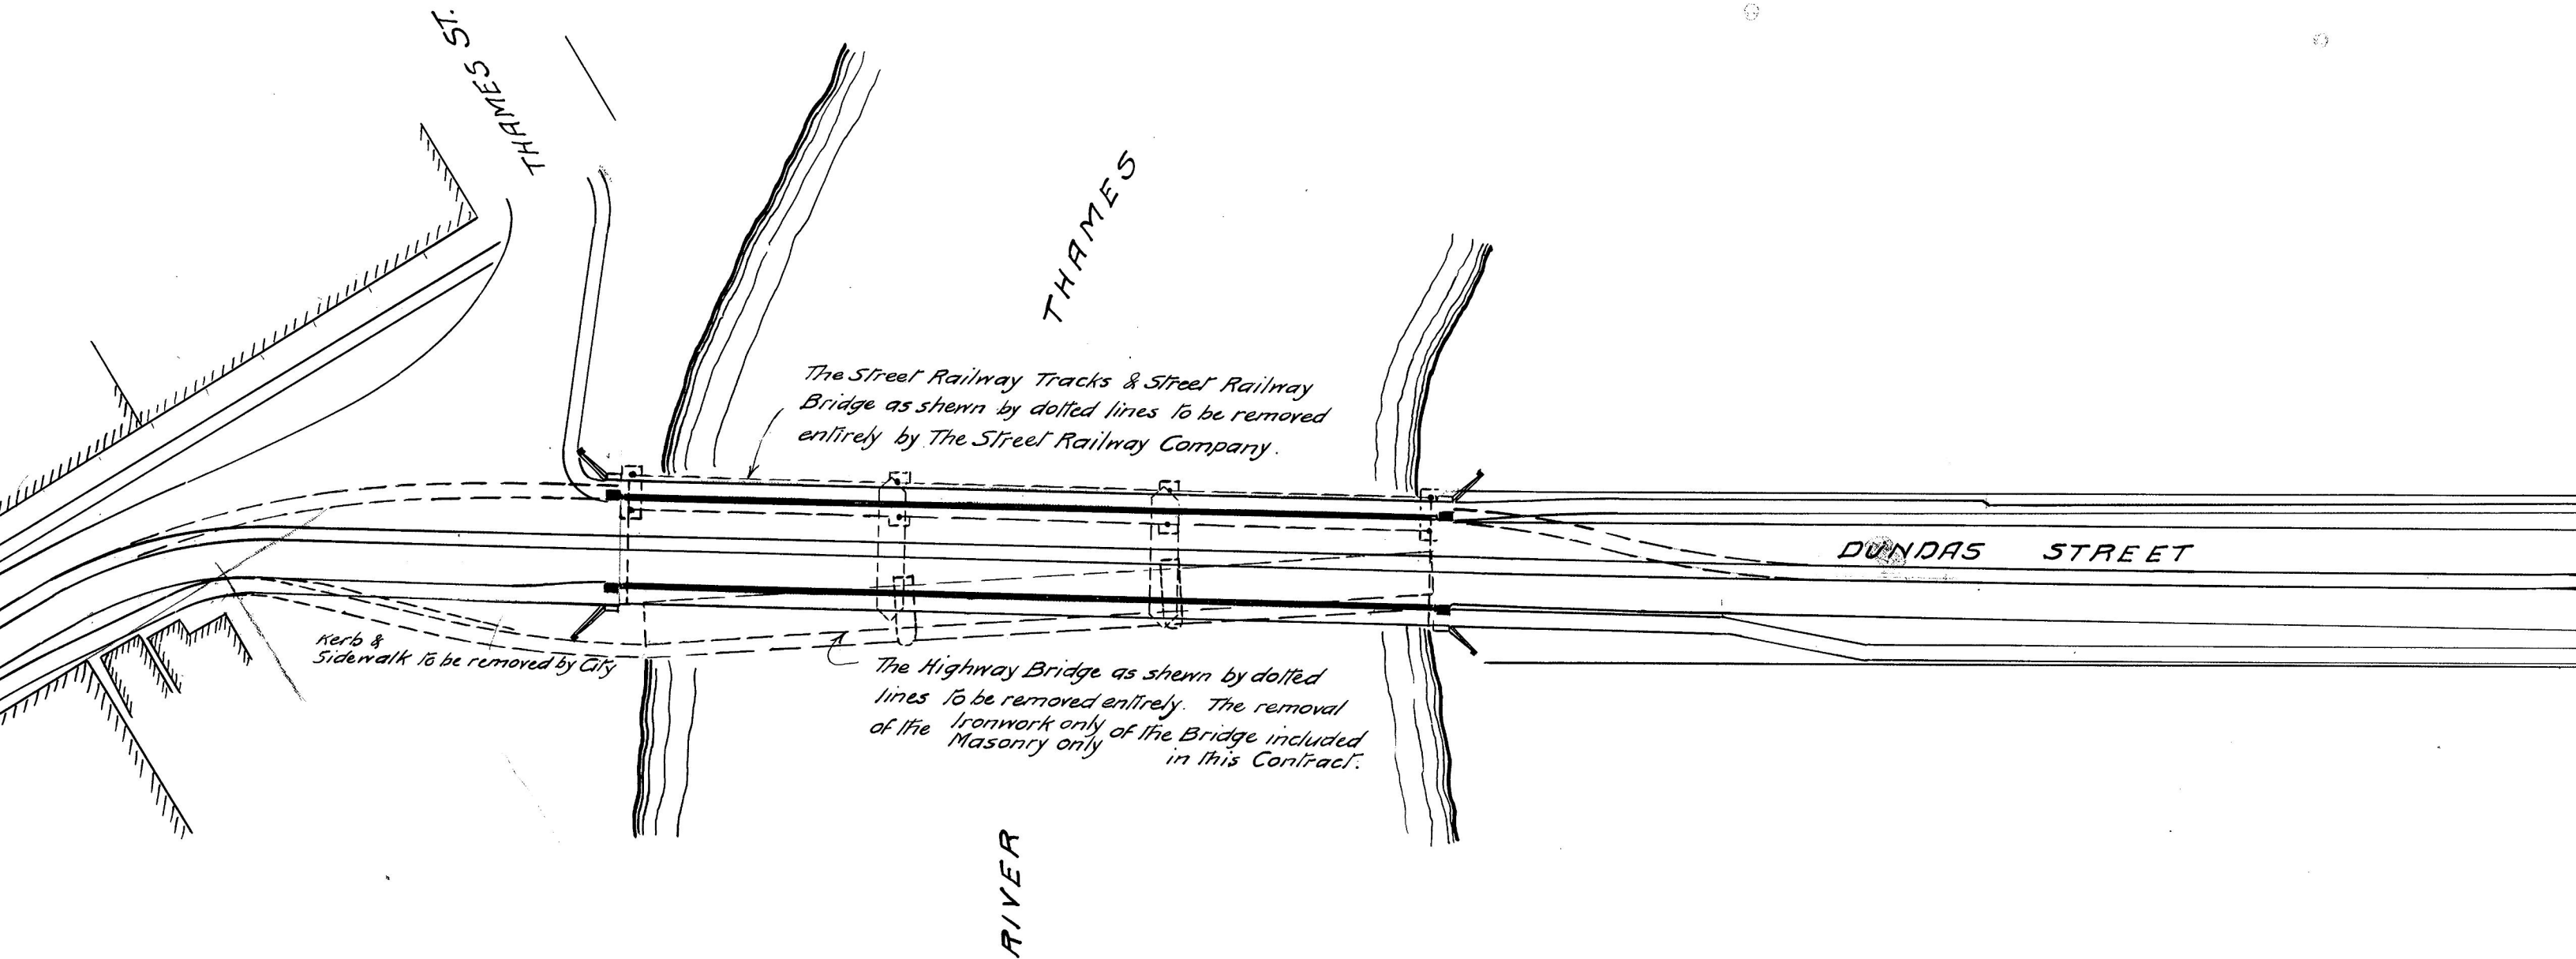 THAMES ST.
THAMES
The Street Railway Tracks & Street Railway
Bridge as shewn by dotted lines to be removed
entirely by The Street Railway Company.
DUNDAS STREET
Kerb &
Sidewalk to be removed by City
The Highway Bridge as shewn by dotted
lines to be removed entirely. The removal
of the Ironwork only of the Bridge included
Masonry only in this Contract.
RIVER